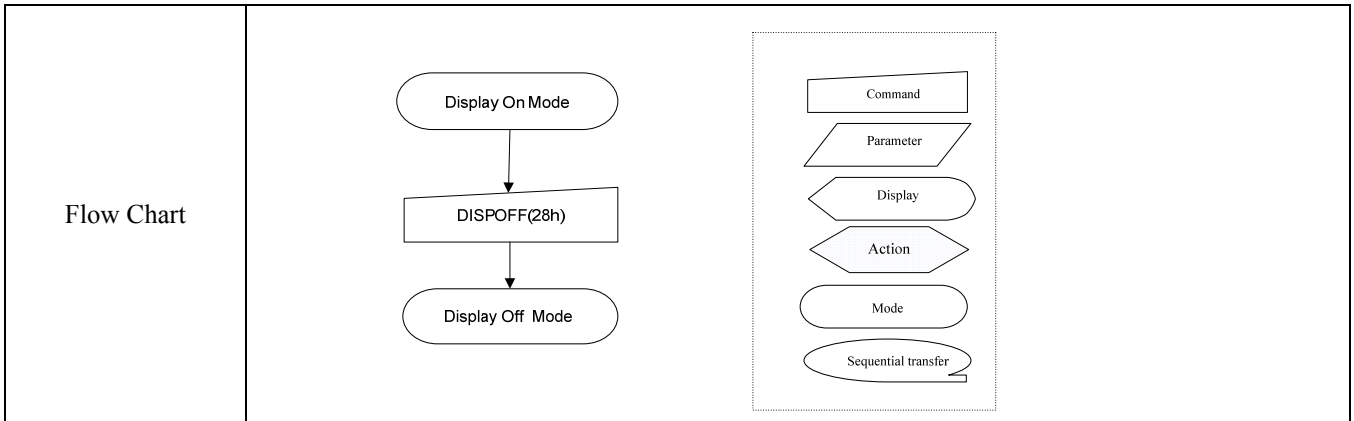 Flow Chart
Display On Mode
DISPOFF(28h)
Display Off Mode
Command
Parameter
Display
Action
Mode
Sequential transfer